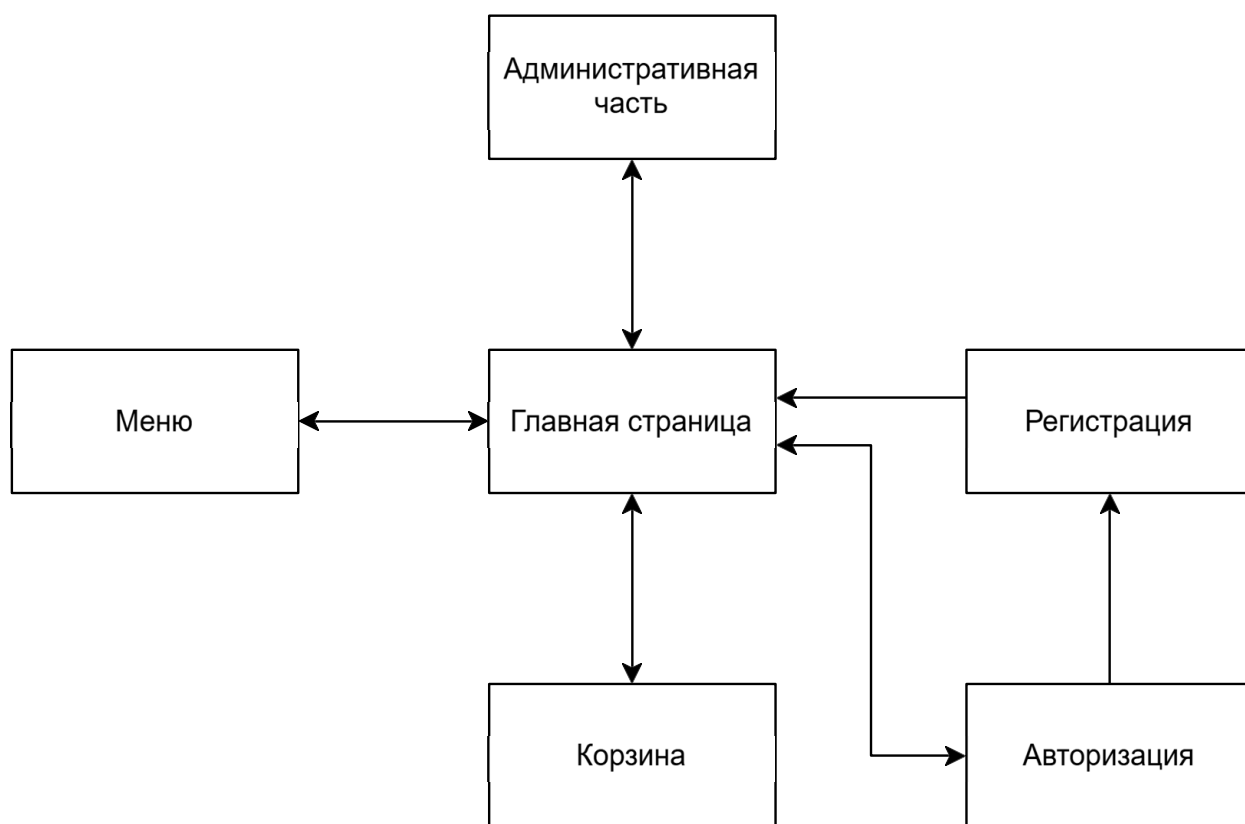 Административная
часть
Меню
Главная страница
Регистрация
Корзина
Авторизация